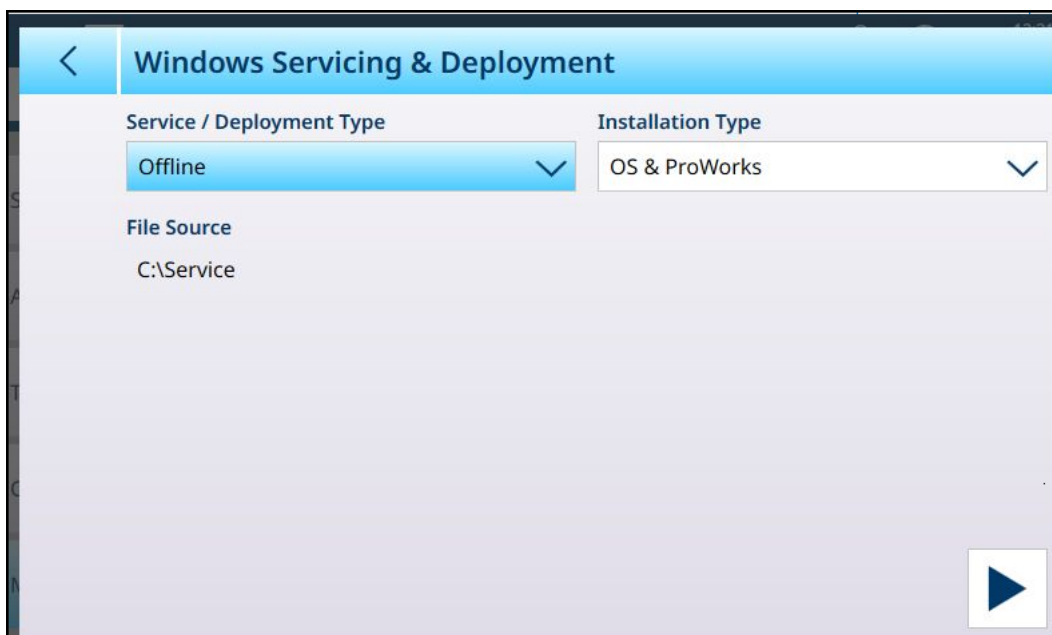 Windows Servicing & Deployment
Service / Deployment Type
Installation Type
Offline
OS & ProWorks
File Source
C:\Service